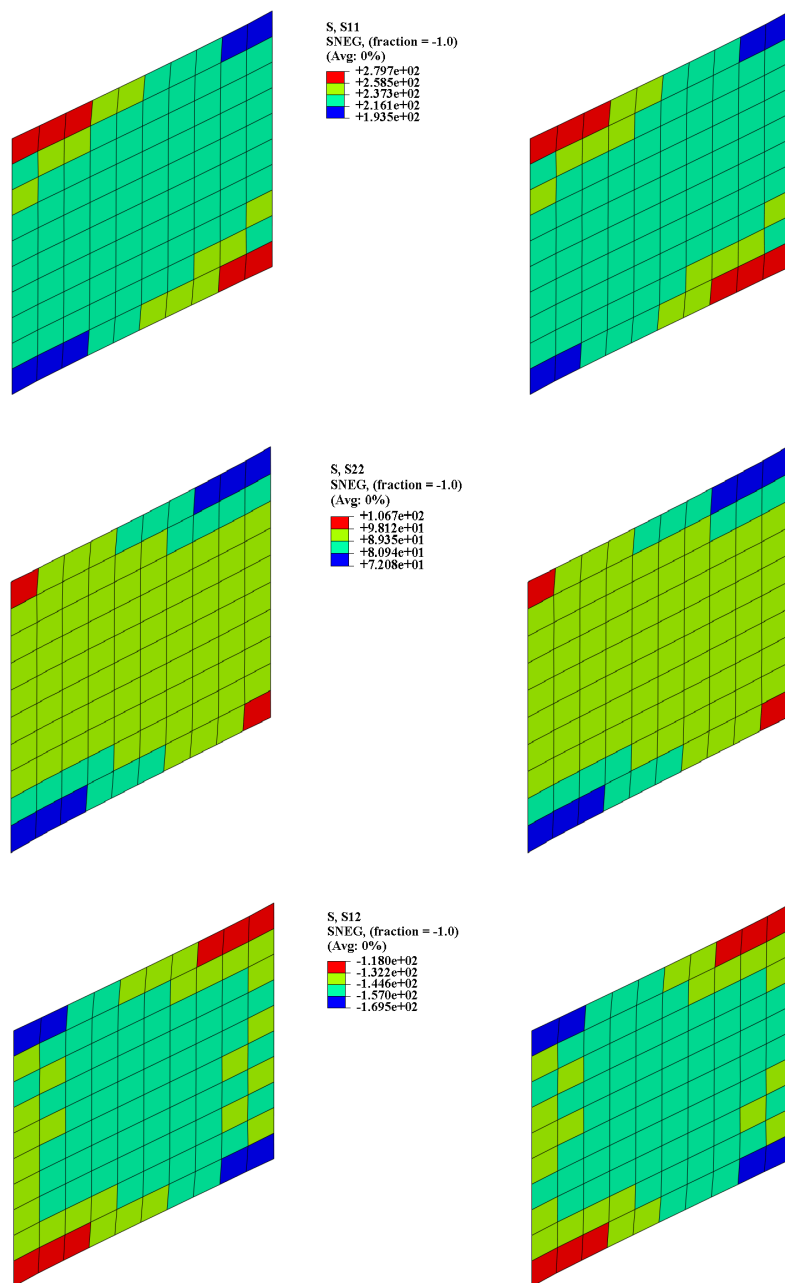 S, S11
SNEG, (fraction = -1.0)
(Avg: 0%)
+2.797e+02
+2.585e+02
+2.373e+02
+2.161e+02
+1.935e+02
S, S22
SNEG, (fraction = -1.0)
(Avg: 0%)
+1.067e+02
+9.812e+01
+8.935e+01
+8.094e+01
+7.208e+01
S, S12
SNEG, (fraction = -1.0)
(Avg: 0%)
-1.180e+02
-1.322e+02
-1.446e+02
-1.570e+02
-1.695e+02